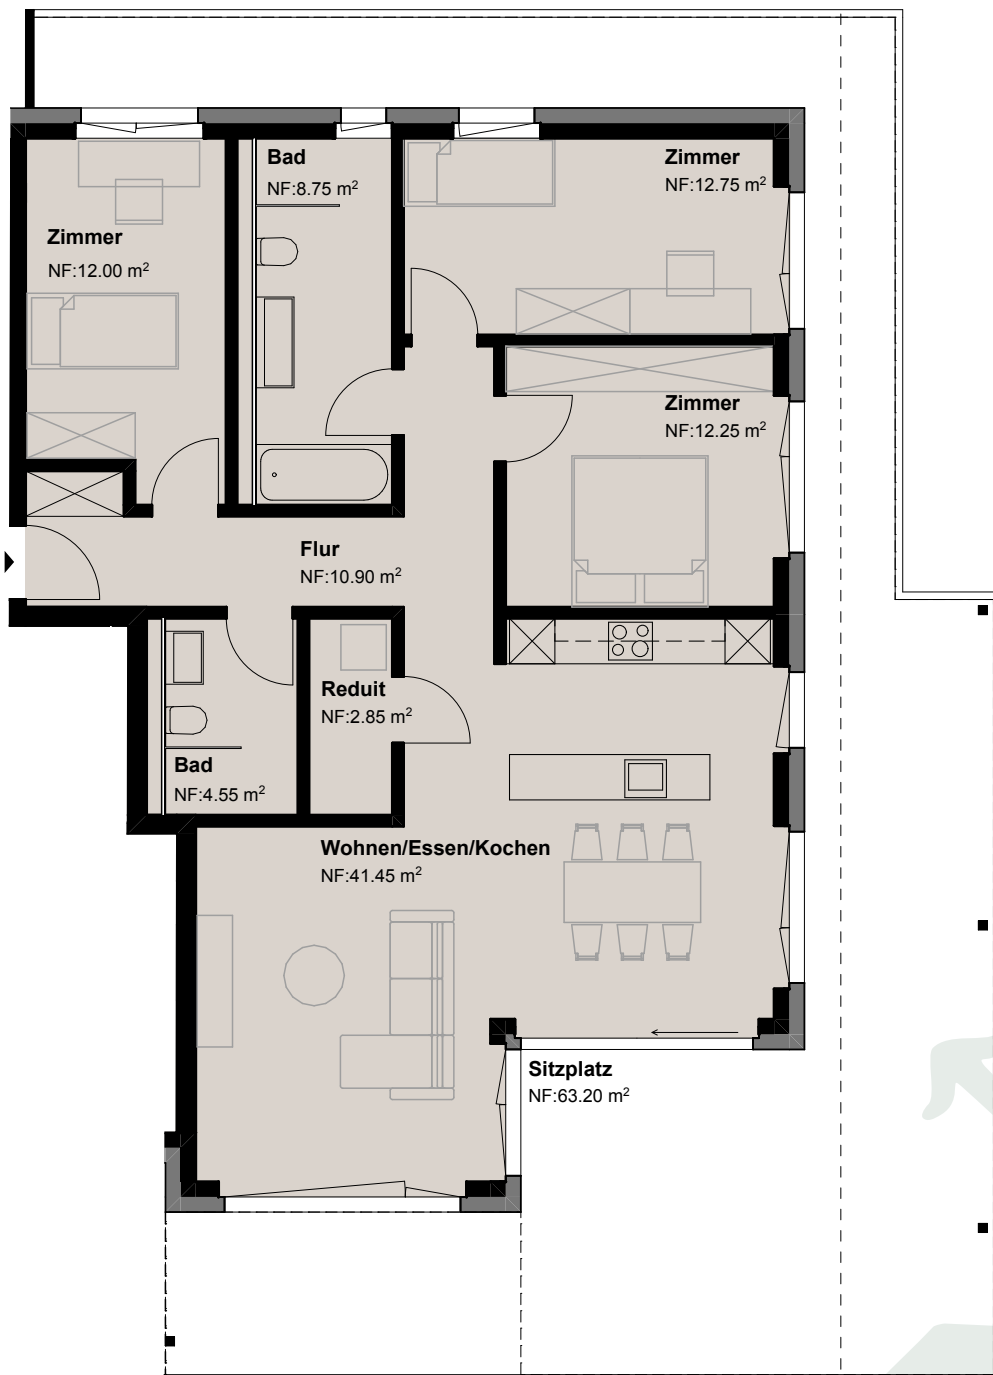 Bad
NF:8.75 m²
Zimmer
NF:12.75 m²
Zimmer
NF:12.00 m²
Zimmer
NF:12.25 m²
Flur
NF:10.90 m²
Reduit
NF:2.85 m²
Bad
NF:4.55 m²
Wohnen/Essen/Kochen
NF:41.45 m²
Sitzplatz
NF:63.20 m²